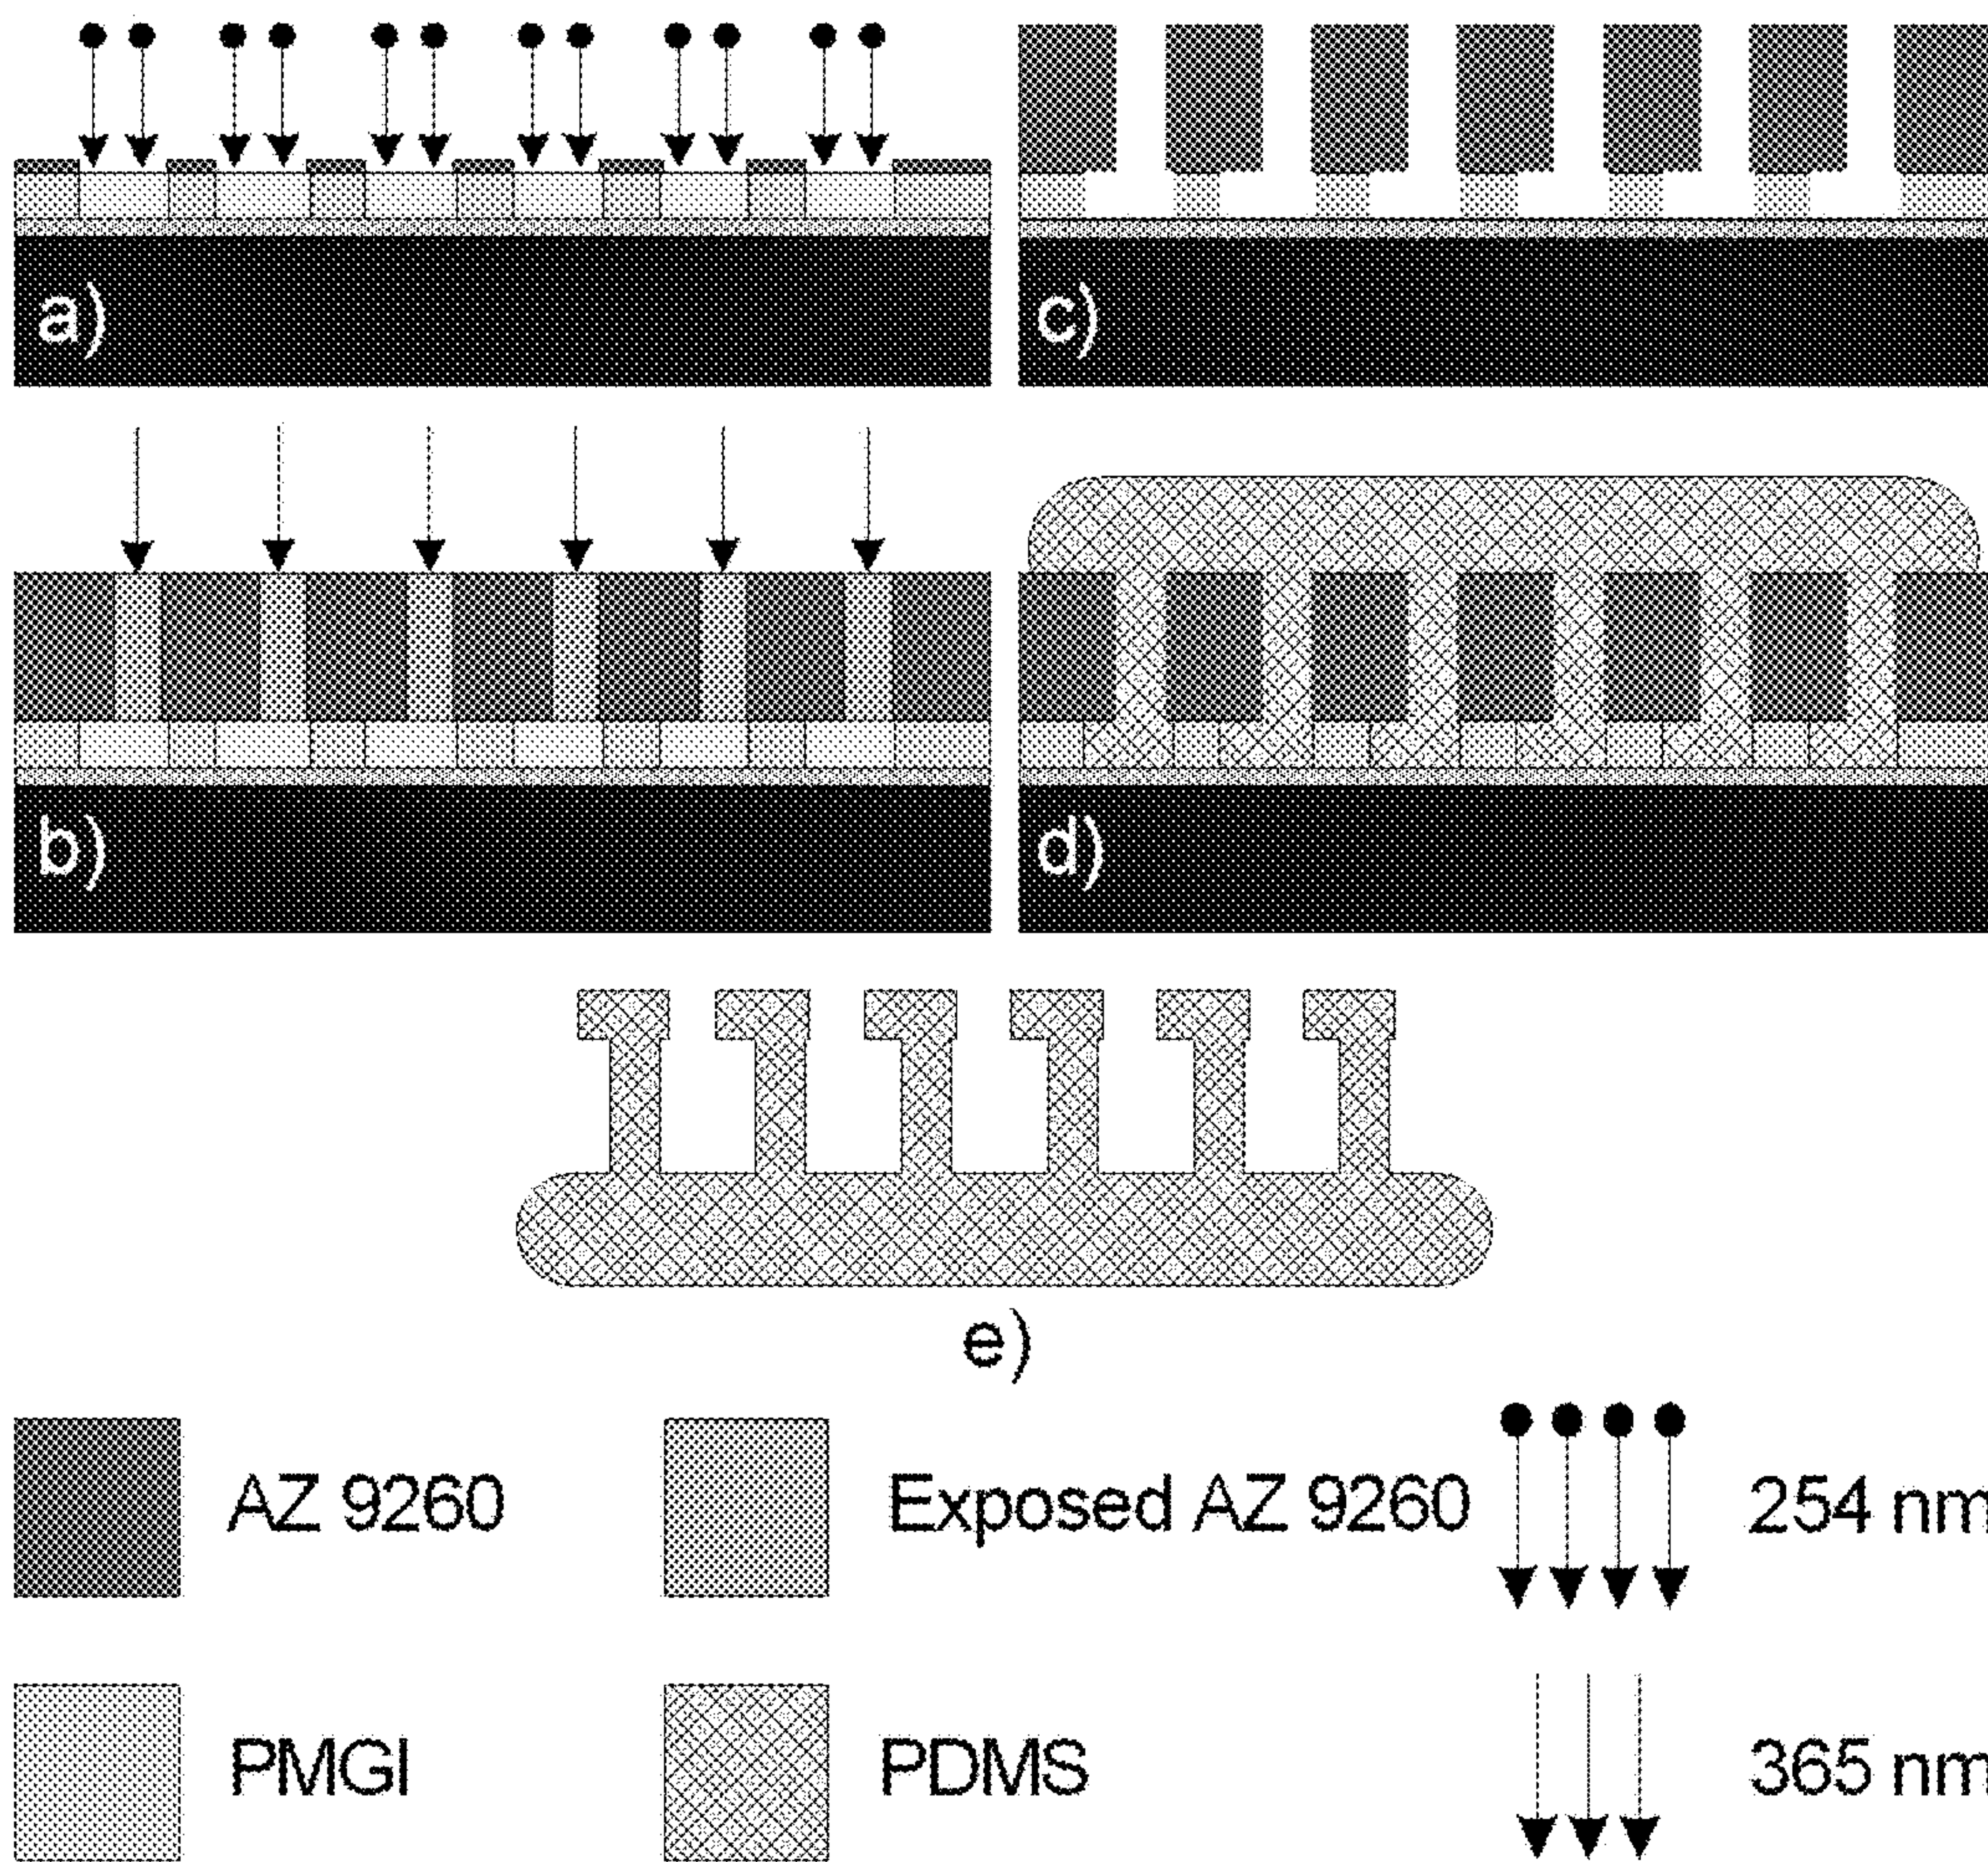 a)
c)
b)
d)
e)
AZ 9260
Exposed AZ 9260
254 nm
PMGI
PDMS
365 nm